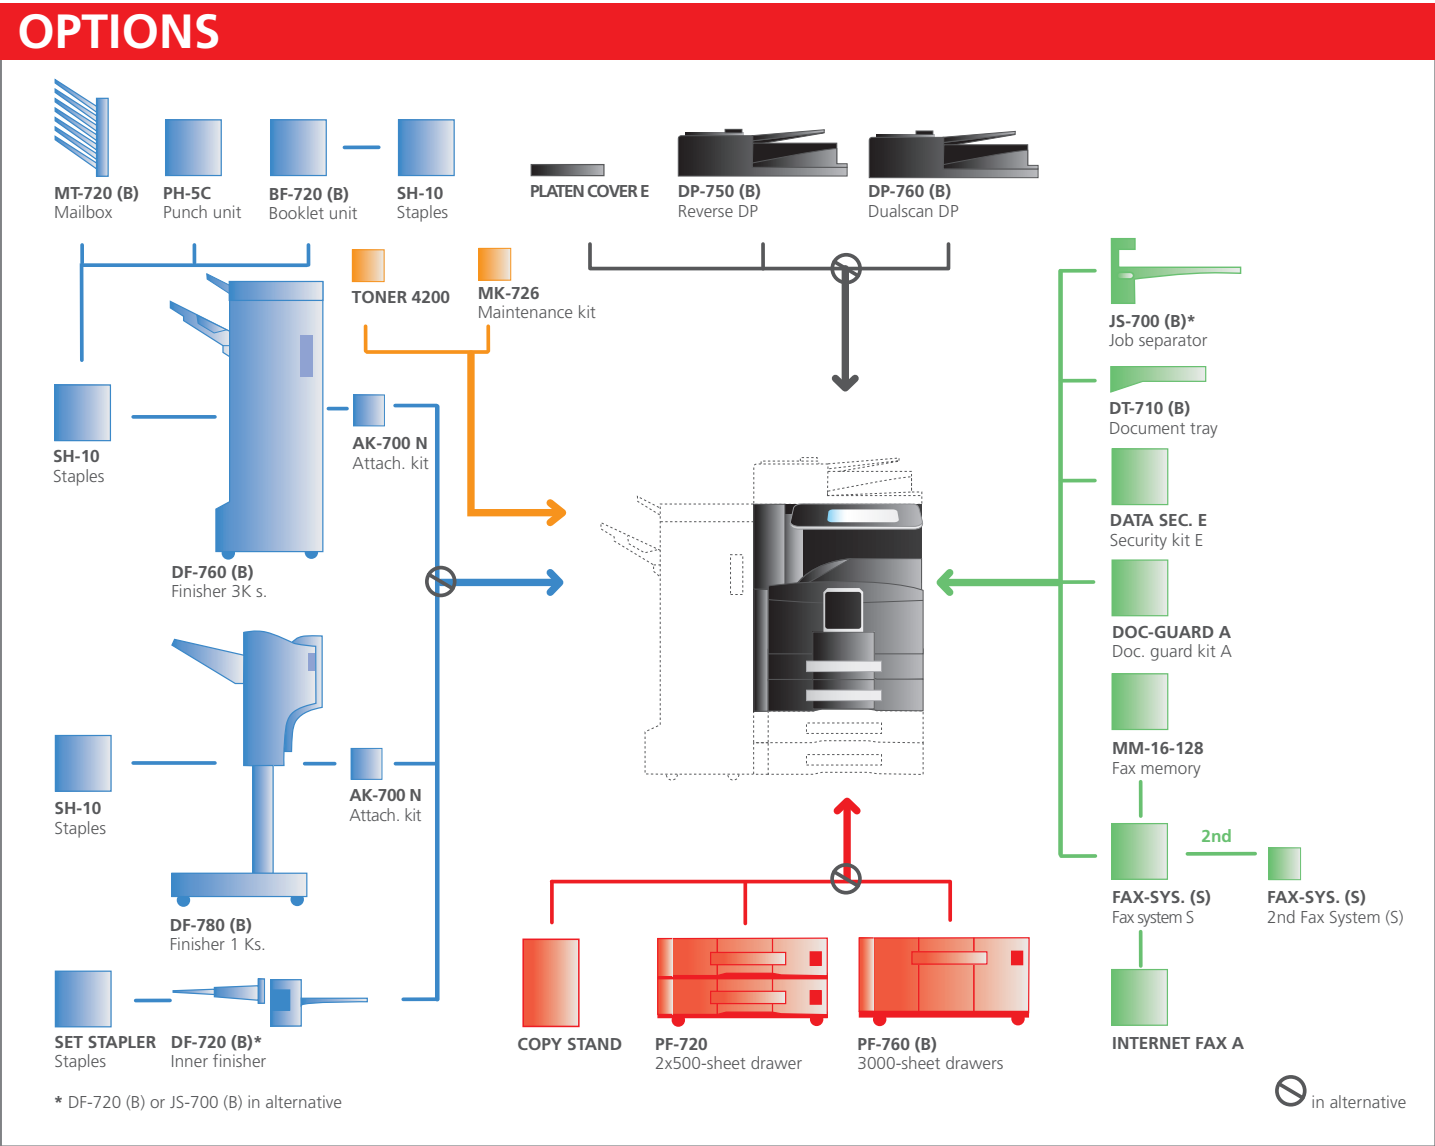 OPTIONS
MT-720 (B)
Mailbox
PH-5C
Punch unit
BF-720 (B)
Booklet unit
SH-10
Staples
PLATEN COVER E
DP-750 (B)
Reverse DP
DP-760 (B)
Dualscan DP
TONER 4200
MK-726
Maintenance kit
JS-700 (B)*
Job separator
DT-710 (B)
Document tray
SH-10
Staples
AK-700 N
Attach. kit
DATA SEC. E
Security kit E
DF-760 (B)
Finisher 3K s.
DOC-GUARD A
Doc. guard kit A
MM-16-128
Fax memory
SH-10
Staples
AK-700 N
Attach. kit
2nd
FAX-SYS. (S)
Fax system S
FAX-SYS. (S)
2nd Fax System (S)
DF-780 (B)
Finisher 1 Ks.
SET STAPLER
Staples
DF-720 (B)*
Inner finisher
COPY STAND
PF-720
2x500-sheet drawer
PF-760 (B)
3000-sheet drawers
INTERNET FAX A
* DF-720 (B) or JS-700 (B) in alternative
in alternative